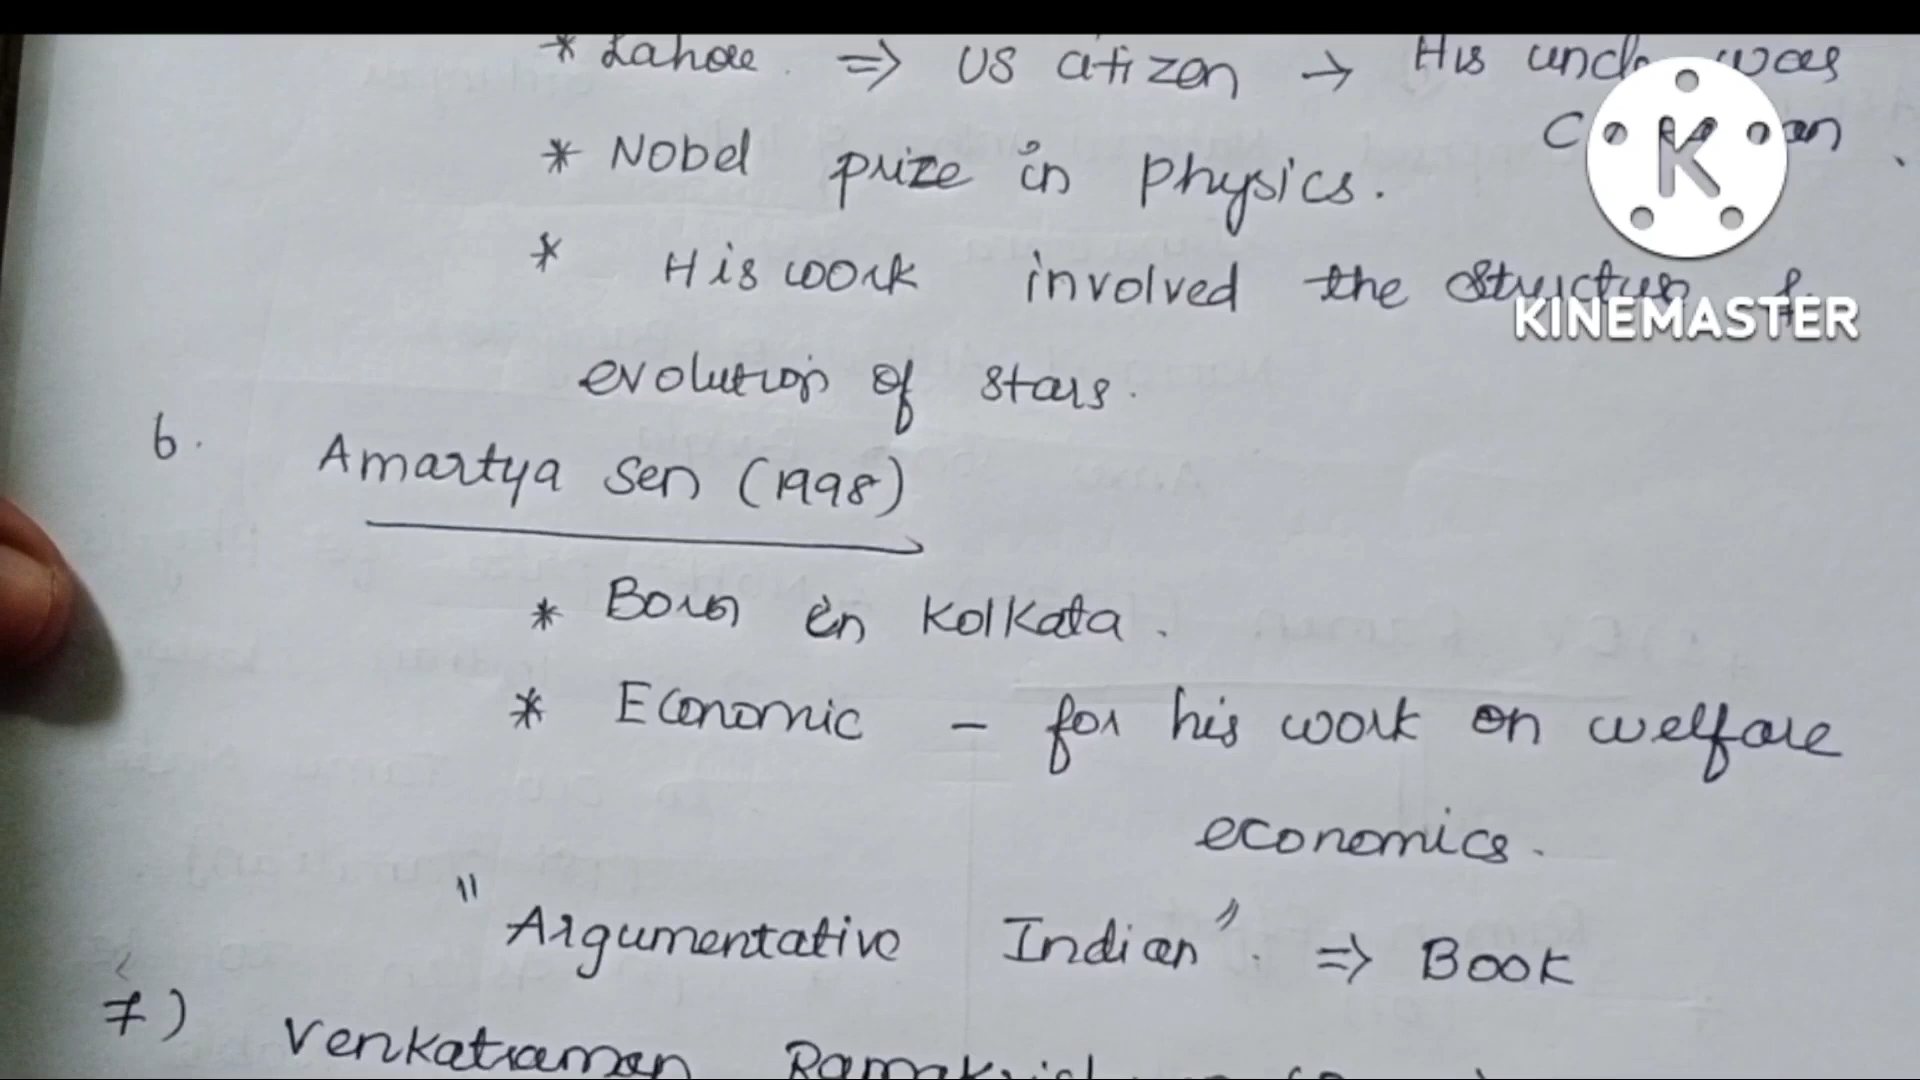 * Lahore. => US citizen → His uncle was
* Nobel prize in physics.
* His work involved the structure &
evolution of stars.
6. Amartya Sen (1998)
* Born in Kolkata.
* Economic - for his work on welfare
economics.
"Argumentative Indian". => Book
7) Venkatraman
K
KINEMASTER